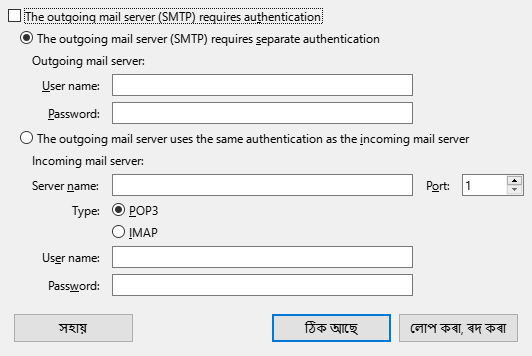 The outgoing mail server (SMTP) requires authentication
The outgoing mail server (SMTP) requires separate authentication
Outgoing mail server:
User name:
Password:
The outgoing mail server uses the same authentication as the incoming mail server
Incoming mail server:
Server name: Port: 1
Type: POP3
IMAP
User name:
Password:
সহায় ঠিক আছে লোপ কৰা, ৰদ কৰা